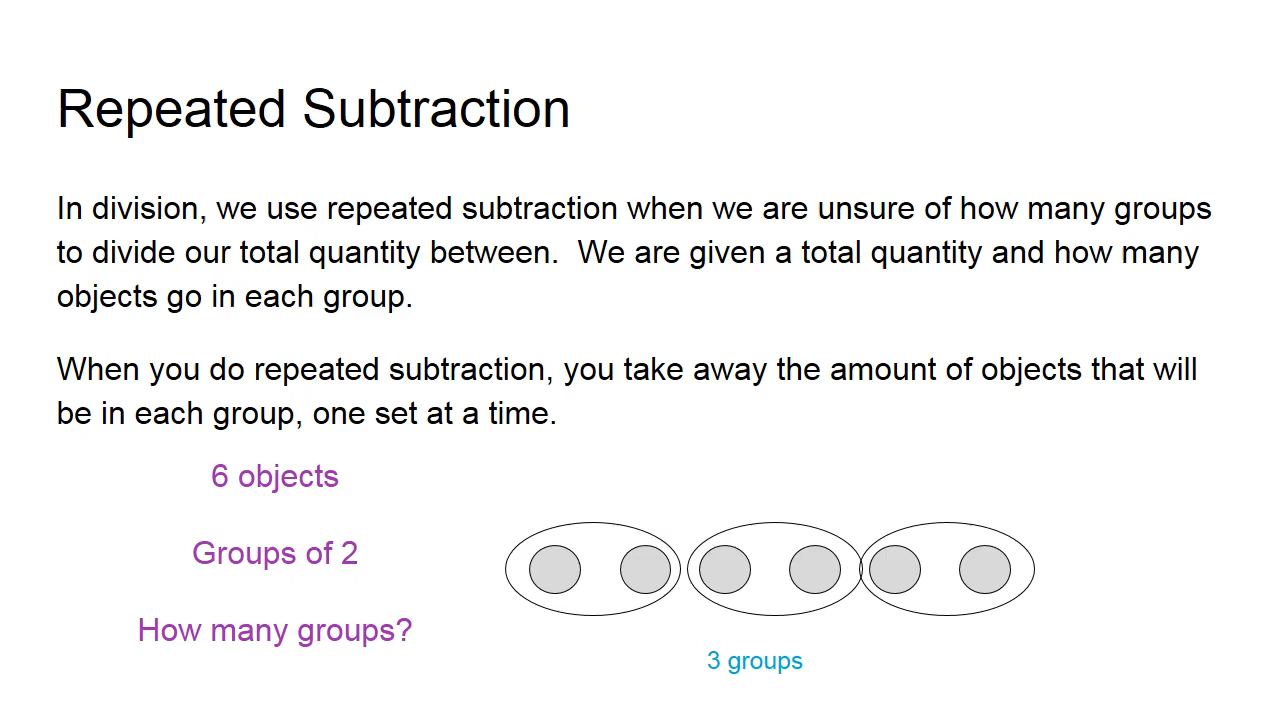 Repeated Subtraction
In division, we use repeated subtraction when we are unsure of how many groups
to divide our total quantity between.  We are given a total quantity and how many
objects go in each group.
When you do repeated subtraction, you take away the amount of objects that will
be in each group, one set at a time.
6 objects
Groups of 2
How many groups?
3 groups